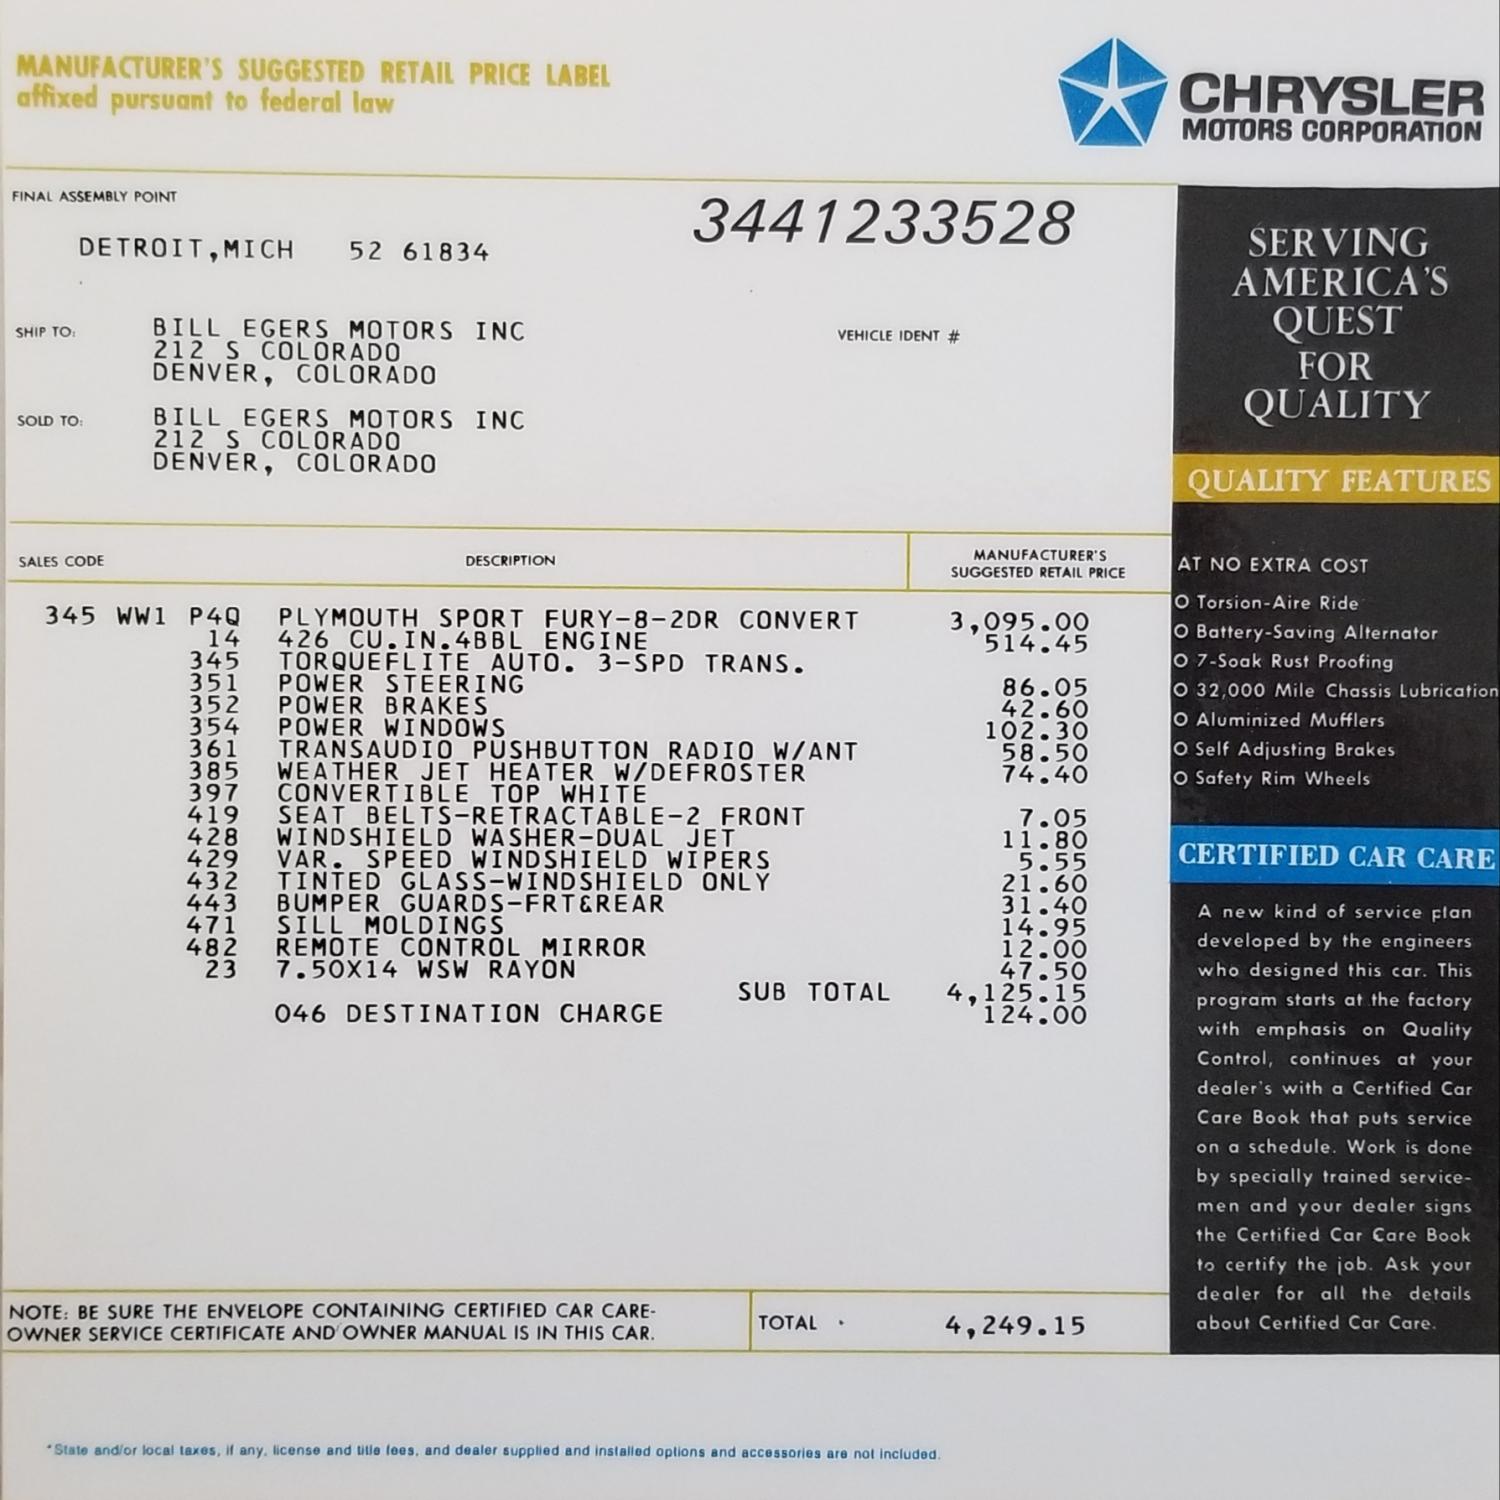 MANUFACTURER'S SUGGESTED RETAIL PRICE LABEL
affixed pursuant to federal law
CHRYSLER
MOTORS CORPORATION
FINAL ASSEMBLY POINT
3441233528
DETROIT,MICH 52 61834
SHIP TO:
BILL EGERS MOTORS INC
212 S COLORADO
DENVER, COLORADO
VEHICLE IDENT #
SOLD TO:
BILL EGERS MOTORS INC
212 S COLORADO
DENVER, COLORADO
SALES CODE DESCRIPTION MANUFACTURER'S
SUGGESTED RETAIL PRICE
345 WW1 P4Q PLYMOUTH SPORT FURY-8-2DR CONVERT 3,095.00
14 426 CU.IN.4BBL ENGINE 514.45
345 TORQUEFLITE AUTO. 3-SPD TRANS.
351 POWER STEERING 86.05
352 POWER BRAKES 42.60
354 POWER WINDOWS 102.30
361 TRANSAUDIO PUSHBUTTON RADIO W/ANT 58.50
385 WEATHER JET HEATER W/DEFROSTER 74.40
397 CONVERTIBLE TOP WHITE
419 SEAT BELTS-RETRACTABLE-2 FRONT 7.05
428 WINDSHIELD WASHER-DUAL JET 11.80
429 VAR. SPEED WINDSHIELD WIPERS 5.55
432 TINTED GLASS-WINDSHIELD ONLY 21.60
443 BUMPER GUARDS-FRT&REAR 31.40
471 SILL MOLDINGS 14.95
482 REMOTE CONTROL MIRROR 12.00
23 7.50X14 WSW RAYON 47.50
SUB TOTAL 4,125.15
046 DESTINATION CHARGE 124.00
NOTE: BE SURE THE ENVELOPE CONTAINING CERTIFIED CAR CARE-
OWNER SERVICE CERTIFICATE AND OWNER MANUAL IS IN THIS CAR.
TOTAL 4,249.15
*State and/or local taxes, if any, license and title fees, and dealer supplied and installed options and accessories are not included.
SERVING
AMERICA'S
QUEST
FOR
QUALITY
QUALITY FEATURES
AT NO EXTRA COST
O Torsion-Aire Ride
O Battery-Saving Alternator
O 7-Soak Rust Proofing
O 32,000 Mile Chassis Lubrication
O Aluminized Mufflers
O Self Adjusting Brakes
O Safety Rim Wheels
CERTIFIED CAR CARE
A new kind of service plan
developed by the engineers
who designed this car. This
program starts at the factory
with emphasis on Quality
Control, continues at your
dealer's with a Certified Car
Care Book that puts service
on a schedule. Work is done
by specially trained service-
men and your dealer signs
the Certified Car Care Book
to certify the job. Ask your
dealer for all the details
about Certified Car Care.